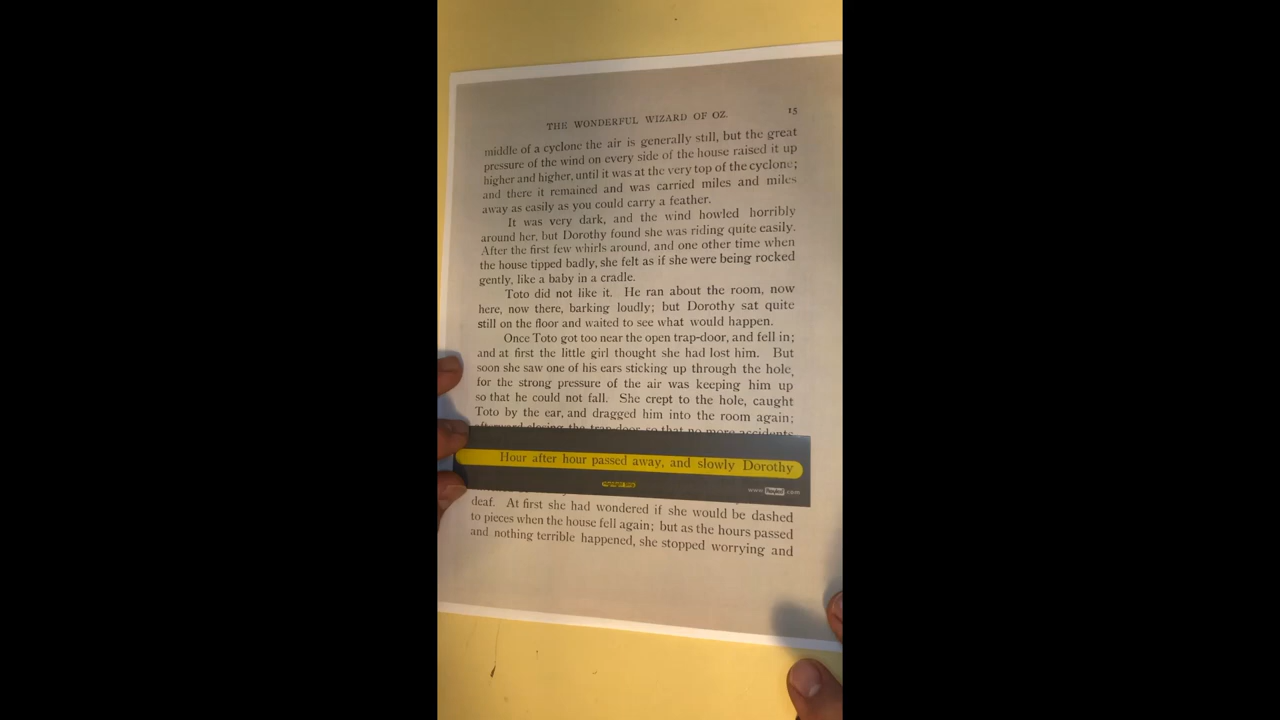 THE WONDERFUL WIZARD OF OZ. 15
middle of a cyclone the air is generally still, but the great
pressure of the wind on every side of the house raised it up
higher and higher, until it was at the very top of the cyclone;
and there it remained and was carried miles and miles
away as easily as you could carry a feather.
It was very dark, and the wind howled horribly
around her, but Dorothy found she was riding quite easily.
After the first few whirls around, and one other time when
the house tipped badly, she felt as if she were being rocked
gently, like a baby in a cradle.
Toto did not like it. He ran about the room, now
here, now there, barking loudly; but Dorothy sat quite
still on the floor and waited to see what would happen.
Once Toto got too near the open trap-door, and fell in;
and at first the little girl thought she had lost him. But
soon she saw one of his ears sticking up through the hole,
for the strong pressure of the air was keeping him up
so that he could not fall. She crept to the hole, caught
Toto by the ear, and dragged him into the room again;
afterward closing the trap-door so that no more accidents
Hour after hour passed away, and slowly Dorothy
deaf. At first she had wondered if she would be dashed
to pieces when the house fell again; but as the hours passed
and nothing terrible happened, she stopped worrying and